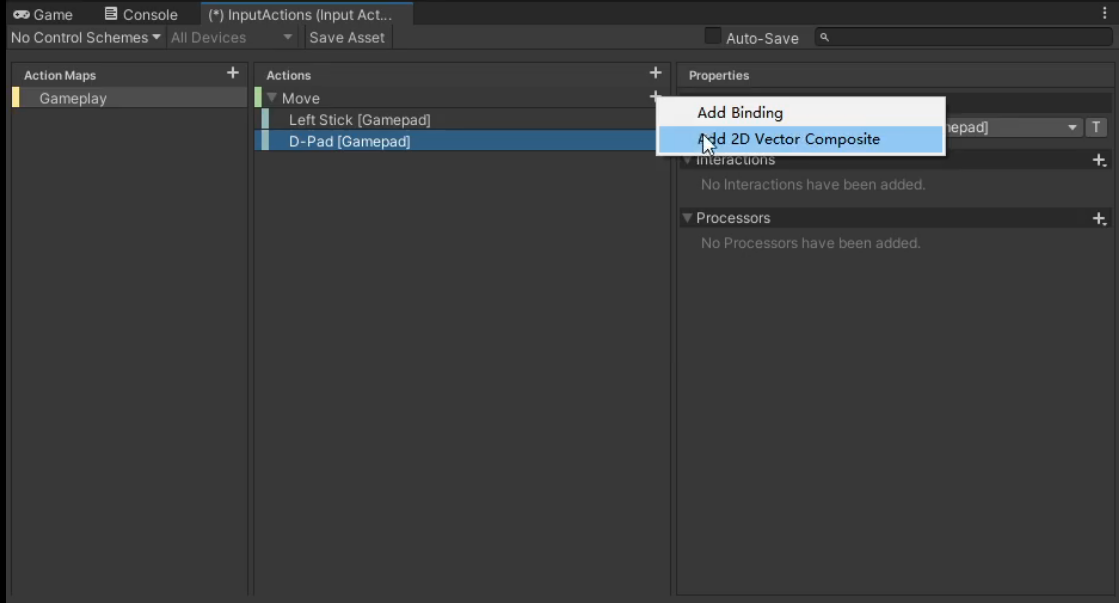 Game Console (*) InputActions (Input Act...
No Control Schemes All Devices Save Asset Auto-Save
Action Maps + Actions + Properties
Gameplay
Move +
Left Stick [Gamepad]
D-Pad [Gamepad]
Add Binding
Add 2D Vector Composite
T
Interactions +
No Interactions have been added.
Processors +
No Processors have been added.